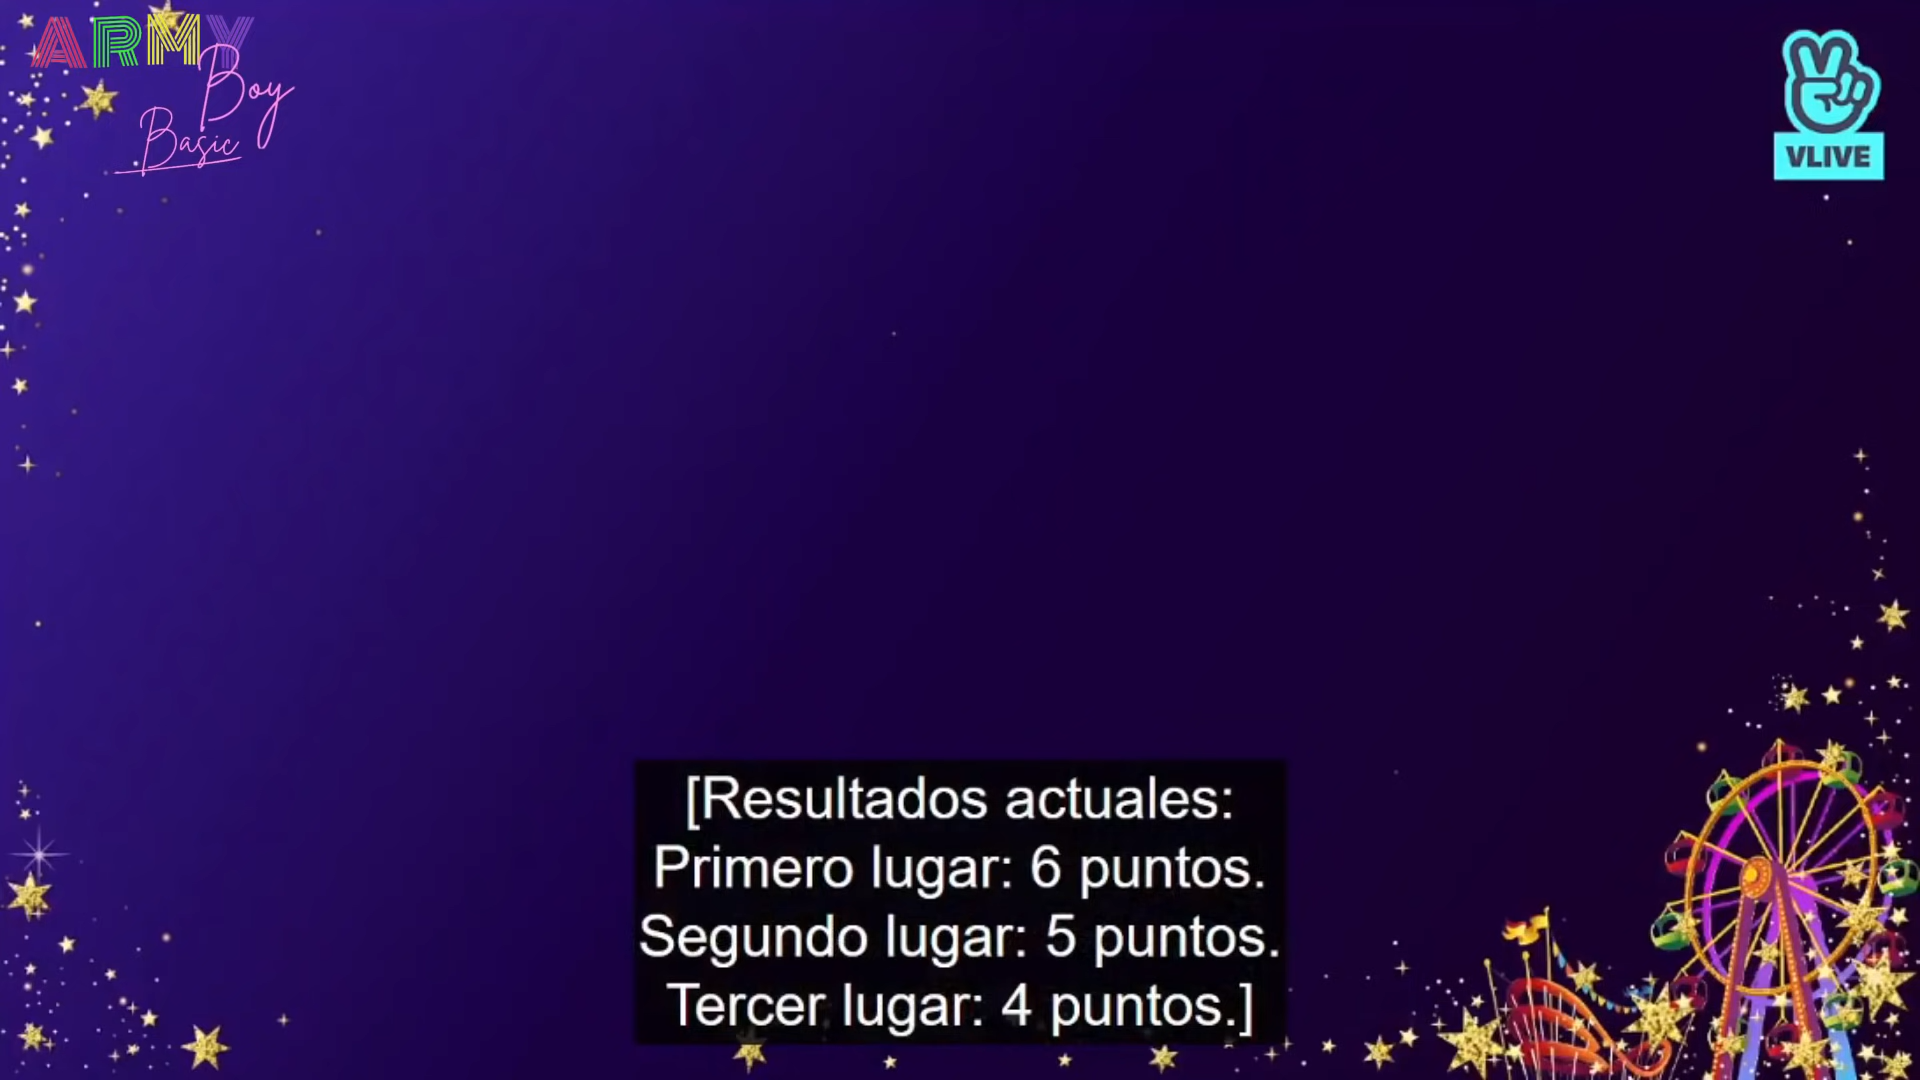 ARMY
Boy
Basic
VLIVE
[Resultados actuales:
Primero lugar: 6 puntos.
Segundo lugar: 5 puntos.
Tercer lugar: 4 puntos.]